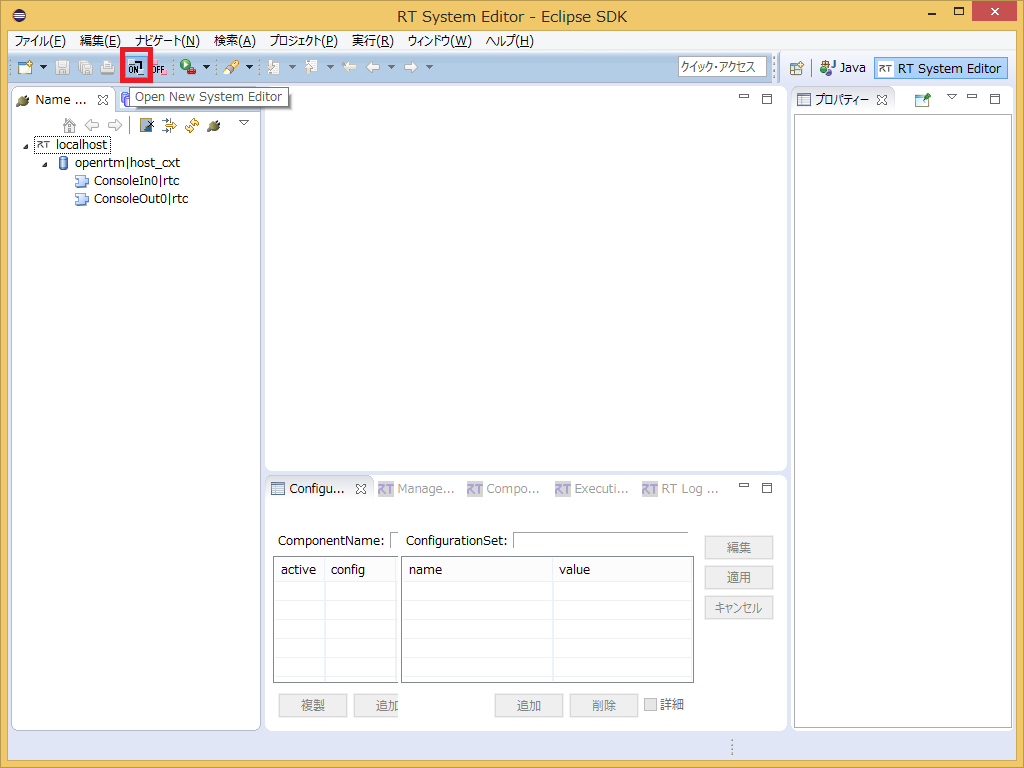 RT System Editor - Eclipse SDK
ファイル(F) 編集(E) ナビゲート(N) 検索(A) プロジェクト(P) 実行(R) ウィンドウ(W) ヘルプ(H)
ON OFF クイック・アクセス Java RT RT System Editor
Name ... Open New System Editor プロパティー
RT localhost
openrtm|host_cxt
ConsoleIn0|rtc
ConsoleOut0|rtc
Configu... RT Manage... RT Compo... RT Executi... RT RT Log ...
ComponentName: ConfigurationSet:
編集
active config name value
適用
キャンセル
複製 追加 追加 削除 詳細